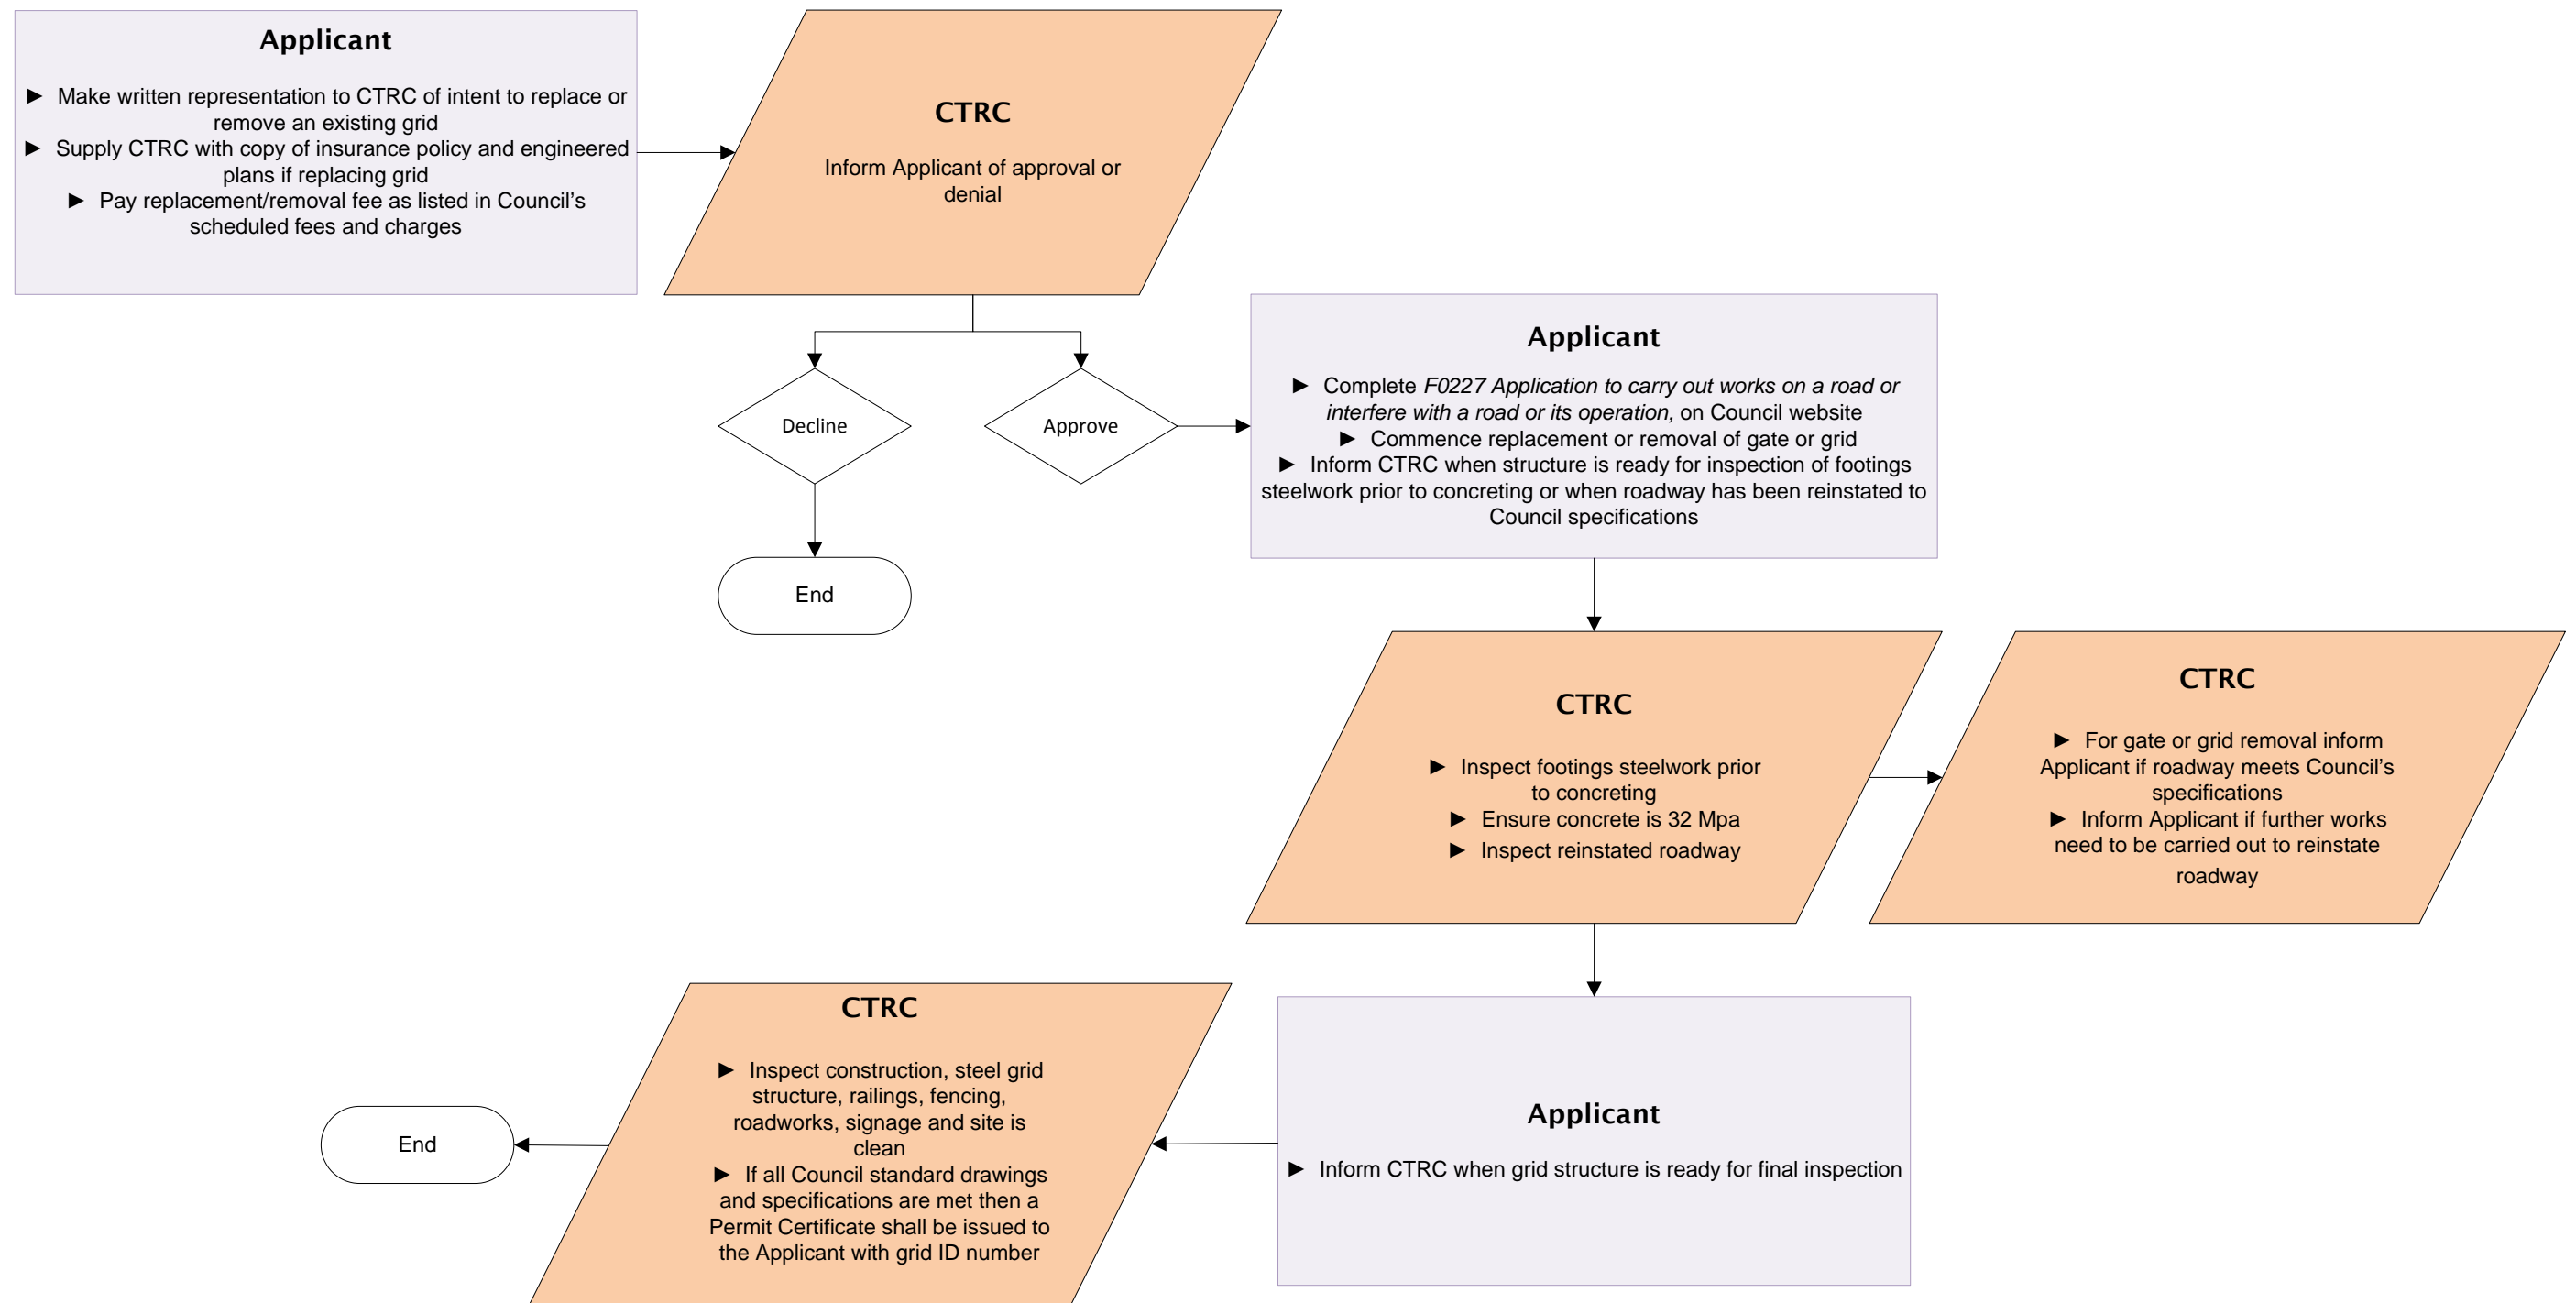 Applicant
► Make written representation to CTRC of intent to replace or
remove an existing grid
► Supply CTRC with copy of insurance policy and engineered
plans if replacing grid
► Pay replacement/removal fee as listed in Council’s
scheduled fees and charges
CTRC
Inform Applicant of approval or
denial
Decline
Approve
End
Applicant
► Complete F0227 Application to carry out works on a road or
interfere with a road or its operation, on Council website
► Commence replacement or removal of gate or grid
► Inform CTRC when structure is ready for inspection of footings
steelwork prior to concreting or when roadway has been reinstated to
Council specifications
CTRC
► Inspect footings steelwork prior
to concreting
► Ensure concrete is 32 Mpa
► Inspect reinstated roadway
CTRC
► For gate or grid removal inform
Applicant if roadway meets Council’s
specifications
► Inform Applicant if further works
need to be carried out to reinstate
roadway
Applicant
► Inform CTRC when grid structure is ready for final inspection
CTRC
► Inspect construction, steel grid
structure, railings, fencing,
roadworks, signage and site is
clean
► If all Council standard drawings
and specifications are met then a
Permit Certificate shall be issued to
the Applicant with grid ID number
End